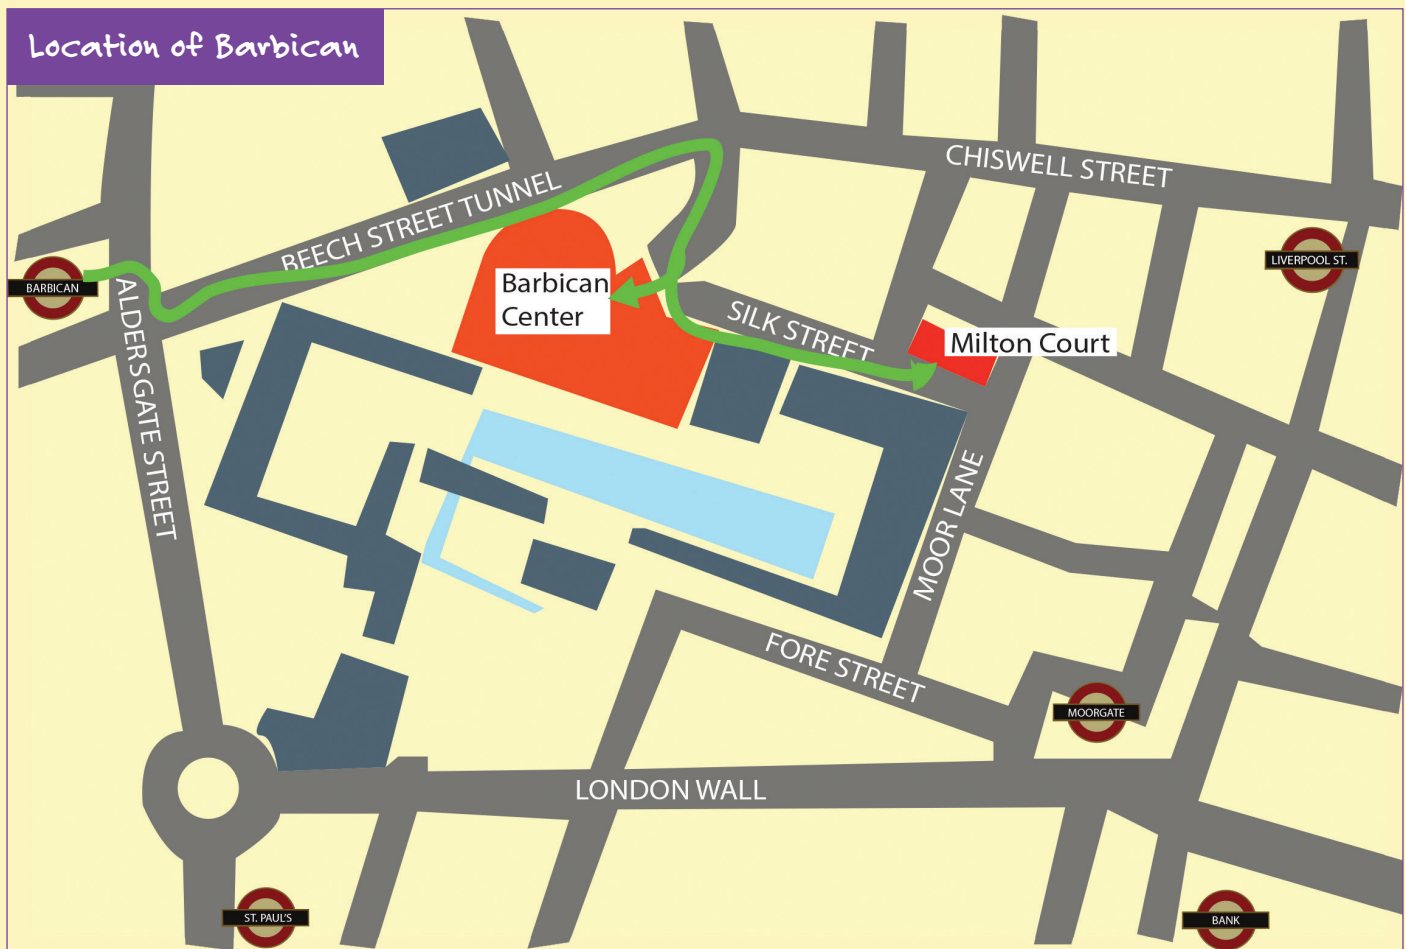 Location of Barbican
CHISWELL STREET
BEECH STREET TUNNEL
BARBICAN
LIVERPOOL ST.
Barbican
Center
SILK STREET
Milton Court
ALDERSGATE STREET
MOOR LANE
FORE STREET
MOORGATE
LONDON WALL
ST. PAUL'S
BANK